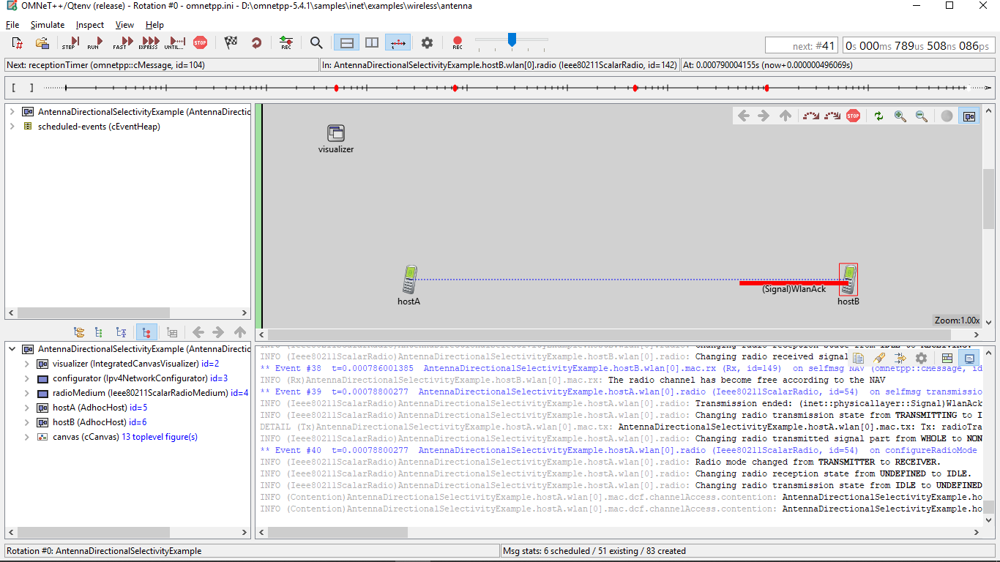 OMNeT++/Qtenv (release) - Rotation #0 - omnetpp.ini - D:\omnetpp-5.4.1\samples\inet\examples\wireless\antenna
File Simulate Inspect View Help
STEP RUN FAST EXPRESS UNTIL... STOP REC REC
next: #41 0s 000ms 789us 508ns 086ps
Next: receptionTimer (omnetpp::cMessage, id=104) In: AntennaDirectionalSelectivityExample.hostB.wlan[0].radio (Ieee80211ScalarRadio, id=142) At: 0.000790004155s (now+0.000000496069s)
[ ]
AntennaDirectionalSelectivityExample (AntennaDirectic
scheduled-events (cEventHeap)
STOP
visualizer
hostA
(Signal)WlanAck
hostB
Zoom:1.00x
AntennaDirectionalSelectivityExample (AntennaDirectic
visualizer (IntegratedCanvasVisualizer) id=2
configurator (Ipv4NetworkConfigurator) id=3
radioMedium (Ieee80211ScalarRadioMedium) id=4
hostA (AdhocHost) id=5
hostB (AdhocHost) id=6
canvas (cCanvas) 13 toplevel figure(s)
INFO (Ieee80211ScalarRadio)AntennaDirectionalSelectivityExample.hostB.wlan[0].radio: Changing radio reception state from IDLE to RECEIVING.
INFO (Ieee80211ScalarRadio)AntennaDirectionalSelectivityExample.hostB.wlan[0].radio: Changing radio received signal
** Event #38 t=0.000786001385 AntennaDirectionalSelectivityExample.hostB.wlan[0].mac.rx (Rx, id=149) on selfmsg NAV (omnetpp::cMessage, id
INFO (Rx)AntennaDirectionalSelectivityExample.hostB.wlan[0].mac.rx: The radio channel has become free according to the NAV
** Event #39 t=0.00078800277 AntennaDirectionalSelectivityExample.hostA.wlan[0].radio (Ieee80211ScalarRadio, id=54) on selfmsg transmissio
INFO (Ieee80211ScalarRadio)AntennaDirectionalSelectivityExample.hostA.wlan[0].radio: Transmission ended: (inet::physicallayer::Signal)WlanAck
INFO (Ieee80211ScalarRadio)AntennaDirectionalSelectivityExample.hostA.wlan[0].radio: Changing radio transmission state from TRANSMITTING to I
DETAIL (Tx)AntennaDirectionalSelectivityExample.hostA.wlan[0].mac.tx: AntennaDirectionalSelectivityExample.hostA.wlan[0].mac.tx: Tx: radioTra
INFO (Ieee80211ScalarRadio)AntennaDirectionalSelectivityExample.hostA.wlan[0].radio: Changing radio transmitted signal part from WHOLE to NON
** Event #40 t=0.00078800277 AntennaDirectionalSelectivityExample.hostA.wlan[0].radio (Ieee80211ScalarRadio, id=54) on configureRadioMode
INFO (Ieee80211ScalarRadio)AntennaDirectionalSelectivityExample.hostA.wlan[0].radio: Radio mode changed from TRANSMITTER to RECEIVER.
INFO (Ieee80211ScalarRadio)AntennaDirectionalSelectivityExample.hostA.wlan[0].radio: Changing radio reception state from UNDEFINED to IDLE.
INFO (Ieee80211ScalarRadio)AntennaDirectionalSelectivityExample.hostA.wlan[0].radio: Changing radio transmission state from IDLE to UNDEFINED
INFO (Contention)AntennaDirectionalSelectivityExample.hostA.wlan[0].mac.dcf.channelAccess.contention: AntennaDirectionalSelectivityExample.ho
INFO (Contention)AntennaDirectionalSelectivityExample.hostA.wlan[0].mac.dcf.channelAccess.contention: AntennaDirectionalSelectivityExample.ho
Rotation #0: AntennaDirectionalSelectivityExample Msg stats: 6 scheduled / 51 existing / 83 created